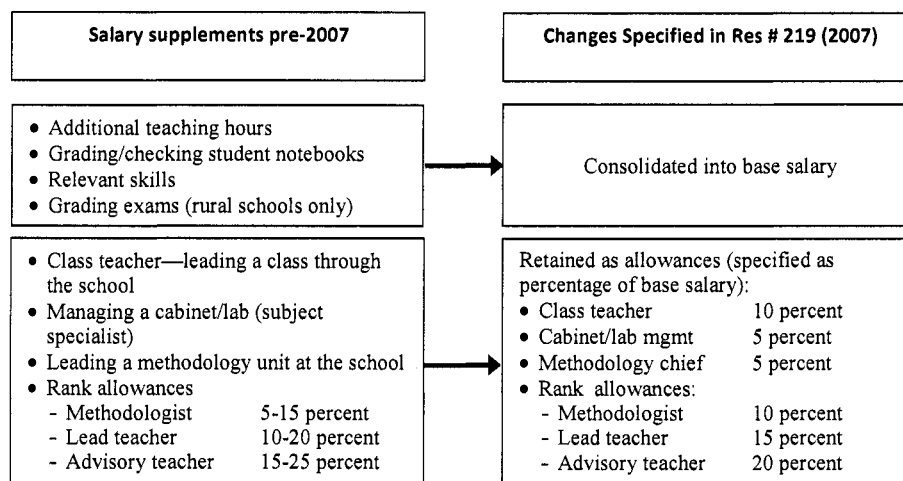 Salary supplements pre-2007
Changes Specified in Res # 219 (2007)
• Additional teaching hours
• Grading/checking student notebooks
• Relevant skills
• Grading exams (rural schools only)
Consolidated into base salary
• Class teacher—leading a class through
the school
• Managing a cabinet/lab (subject
specialist)
• Leading a methodology unit at the school
• Rank allowances
- Methodologist 5-15 percent
- Lead teacher 10-20 percent
- Advisory teacher 15-25 percent
Retained as allowances (specified as
percentage of base salary):
• Class teacher 10 percent
• Cabinet/lab mgmt 5 percent
• Methodology chief 5 percent
• Rank allowances:
- Methodologist 10 percent
- Lead teacher 15 percent
- Advisory teacher 20 percent